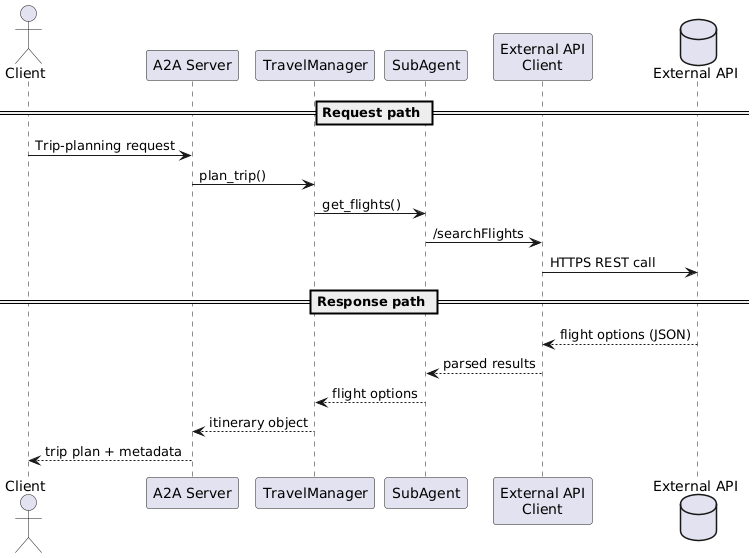 Client
A2A Server
TravelManager
SubAgent
External API
Client
External API
Request path
Trip-planning request
plan_trip()
get_flights()
/searchFlights
HTTPS REST call
Response path
flight options (JSON)
parsed results
flight options
itinerary object
trip plan + metadata
Client
A2A Server
TravelManager
SubAgent
External API
Client
External API